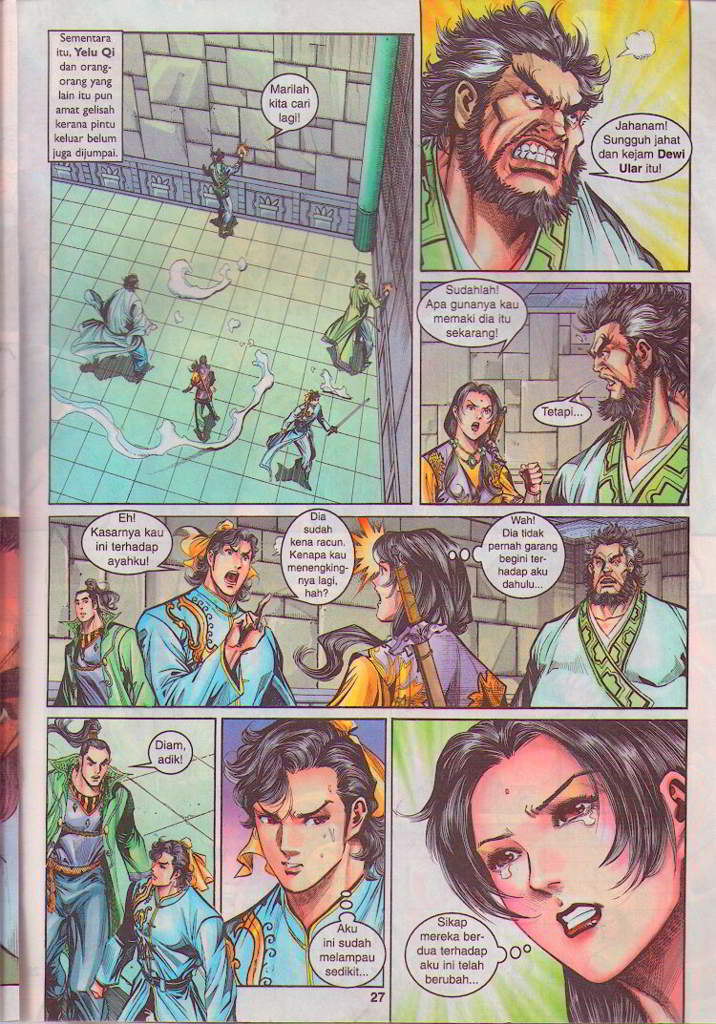 Sementara
itu, Yelu Qi
dan orang-
orang yang
lain itu pun
amat gelisah
kerana pintu
keluar belum
juga dijumpai.
Marilah
kita cari
lagi!
Jahanam!
Sungguh jahat
dan kejam Dewi
Ular itu!
Sudahlah!
Apa gunanya kau
memaki dia itu
sekarang!
Tetapi...
Eh!
Kasarnya kau
ini terhadap
ayahku!
Dia
sudah
kena racun.
Kenapa kau
menengking-
nya lagi,
hah?
Wah!
Dia tidak
pernah garang
begini ter-
hadap aku
dahulu...
Diam,
adik!
Aku
ini sudah
melampau
sedikit...
Sikap
mereka ber-
dua terhadap
aku ini telah
berubah...
27